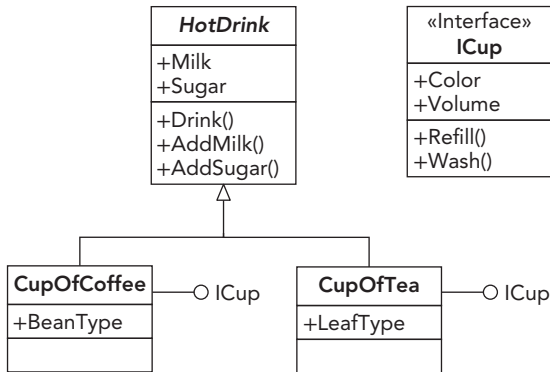 HotDrink
+Milk
+Sugar
+Drink()
+AddMilk()
+AddSugar()
«Interface»
ICup
+Color
+Volume
+Refill()
+Wash()
CupOfCoffee
+BeanType
ICup
CupOfTea
+LeafType
ICup